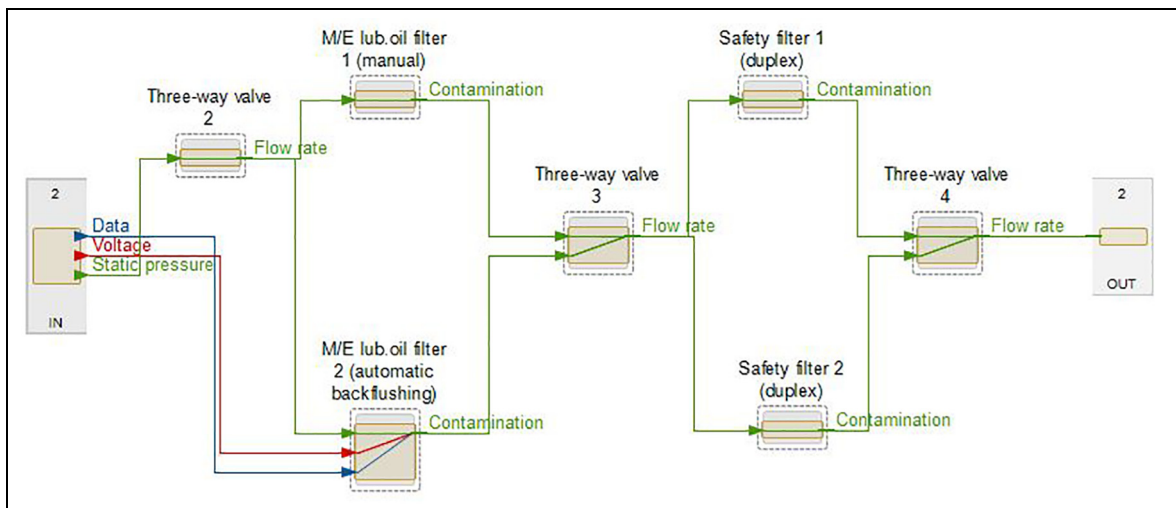 M/E lub.oil filter
1 (manual)
Contamination
Safety filter 1
(duplex)
Contamination
Three-way valve
2
Flow rate
Three-way valve
3
Flow rate
Three-way valve
4
Flow rate
2
Data
Voltage
Static pressure
IN
2
OUT
M/E lub.oil filter
2 (automatic
backflushing)
Contamination
Safety filter 2
(duplex)
Contamination